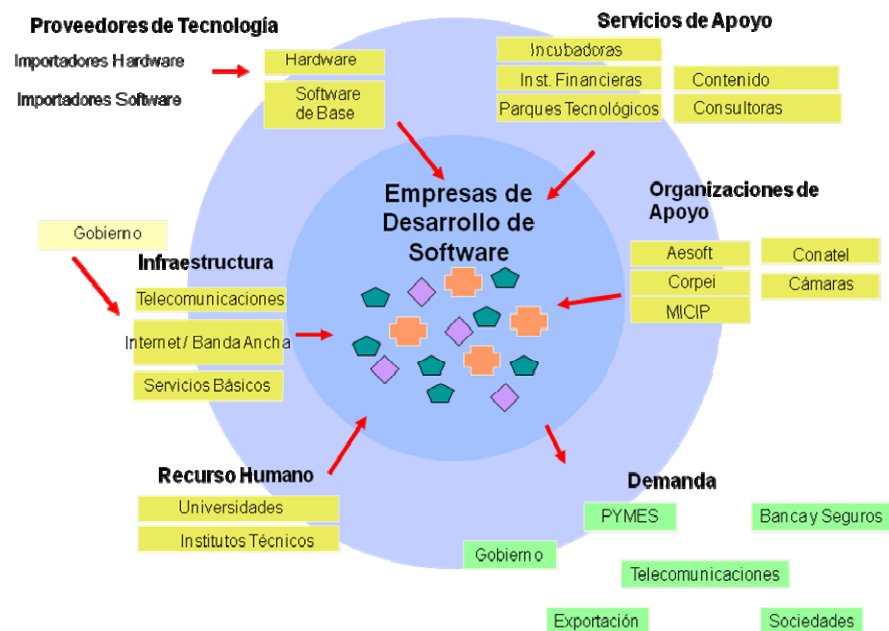 Proveedores de Tecnología
Importadores Hardware
Importadores Software
Hardware
Software
de Base
Servicios de Apoyo
Incubadoras
Inst. Financieras
Contenido
Parques Tecnológicos
Consultoras
Empresas de
Desarrollo de
Software
Organizaciones de
Apoyo
Aesoft
Conatel
Corpei
Cámaras
MICIP
Gobierno
Infraestructura
Telecomunicaciones
Internet / Banda Ancha
Servicios Básicos
Recurso Humano
Universidades
Institutos Técnicos
Demanda
PYMES
Banca y Seguros
Gobierno
Telecomunicaciones
Exportación
Sociedades